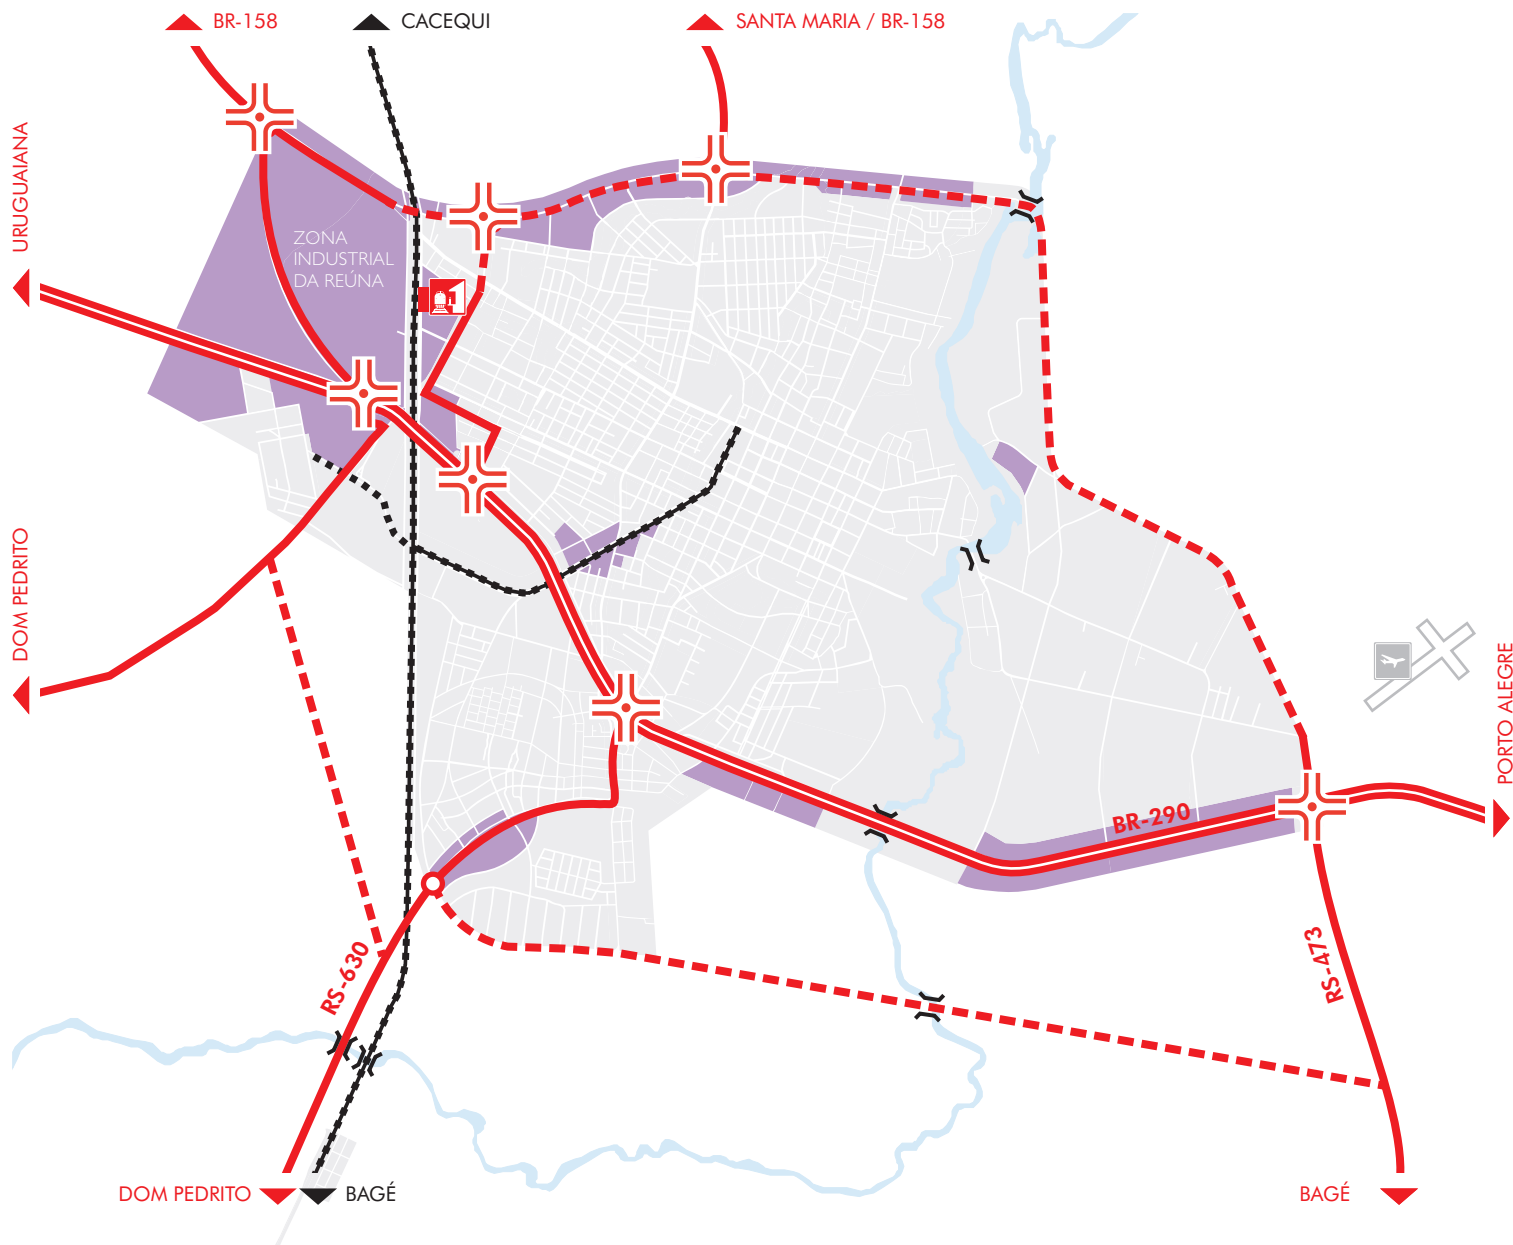 BR-158
CACEQUI
SANTA MARIA / BR-158
URUGUAIANA
ZONA
INDUSTRIAL
DA REÚNA
DOM PEDRITO
PORTO ALEGRE
BR-290
RS-630
RS-473
DOM PEDRITO
BAGÉ
BAGÉ